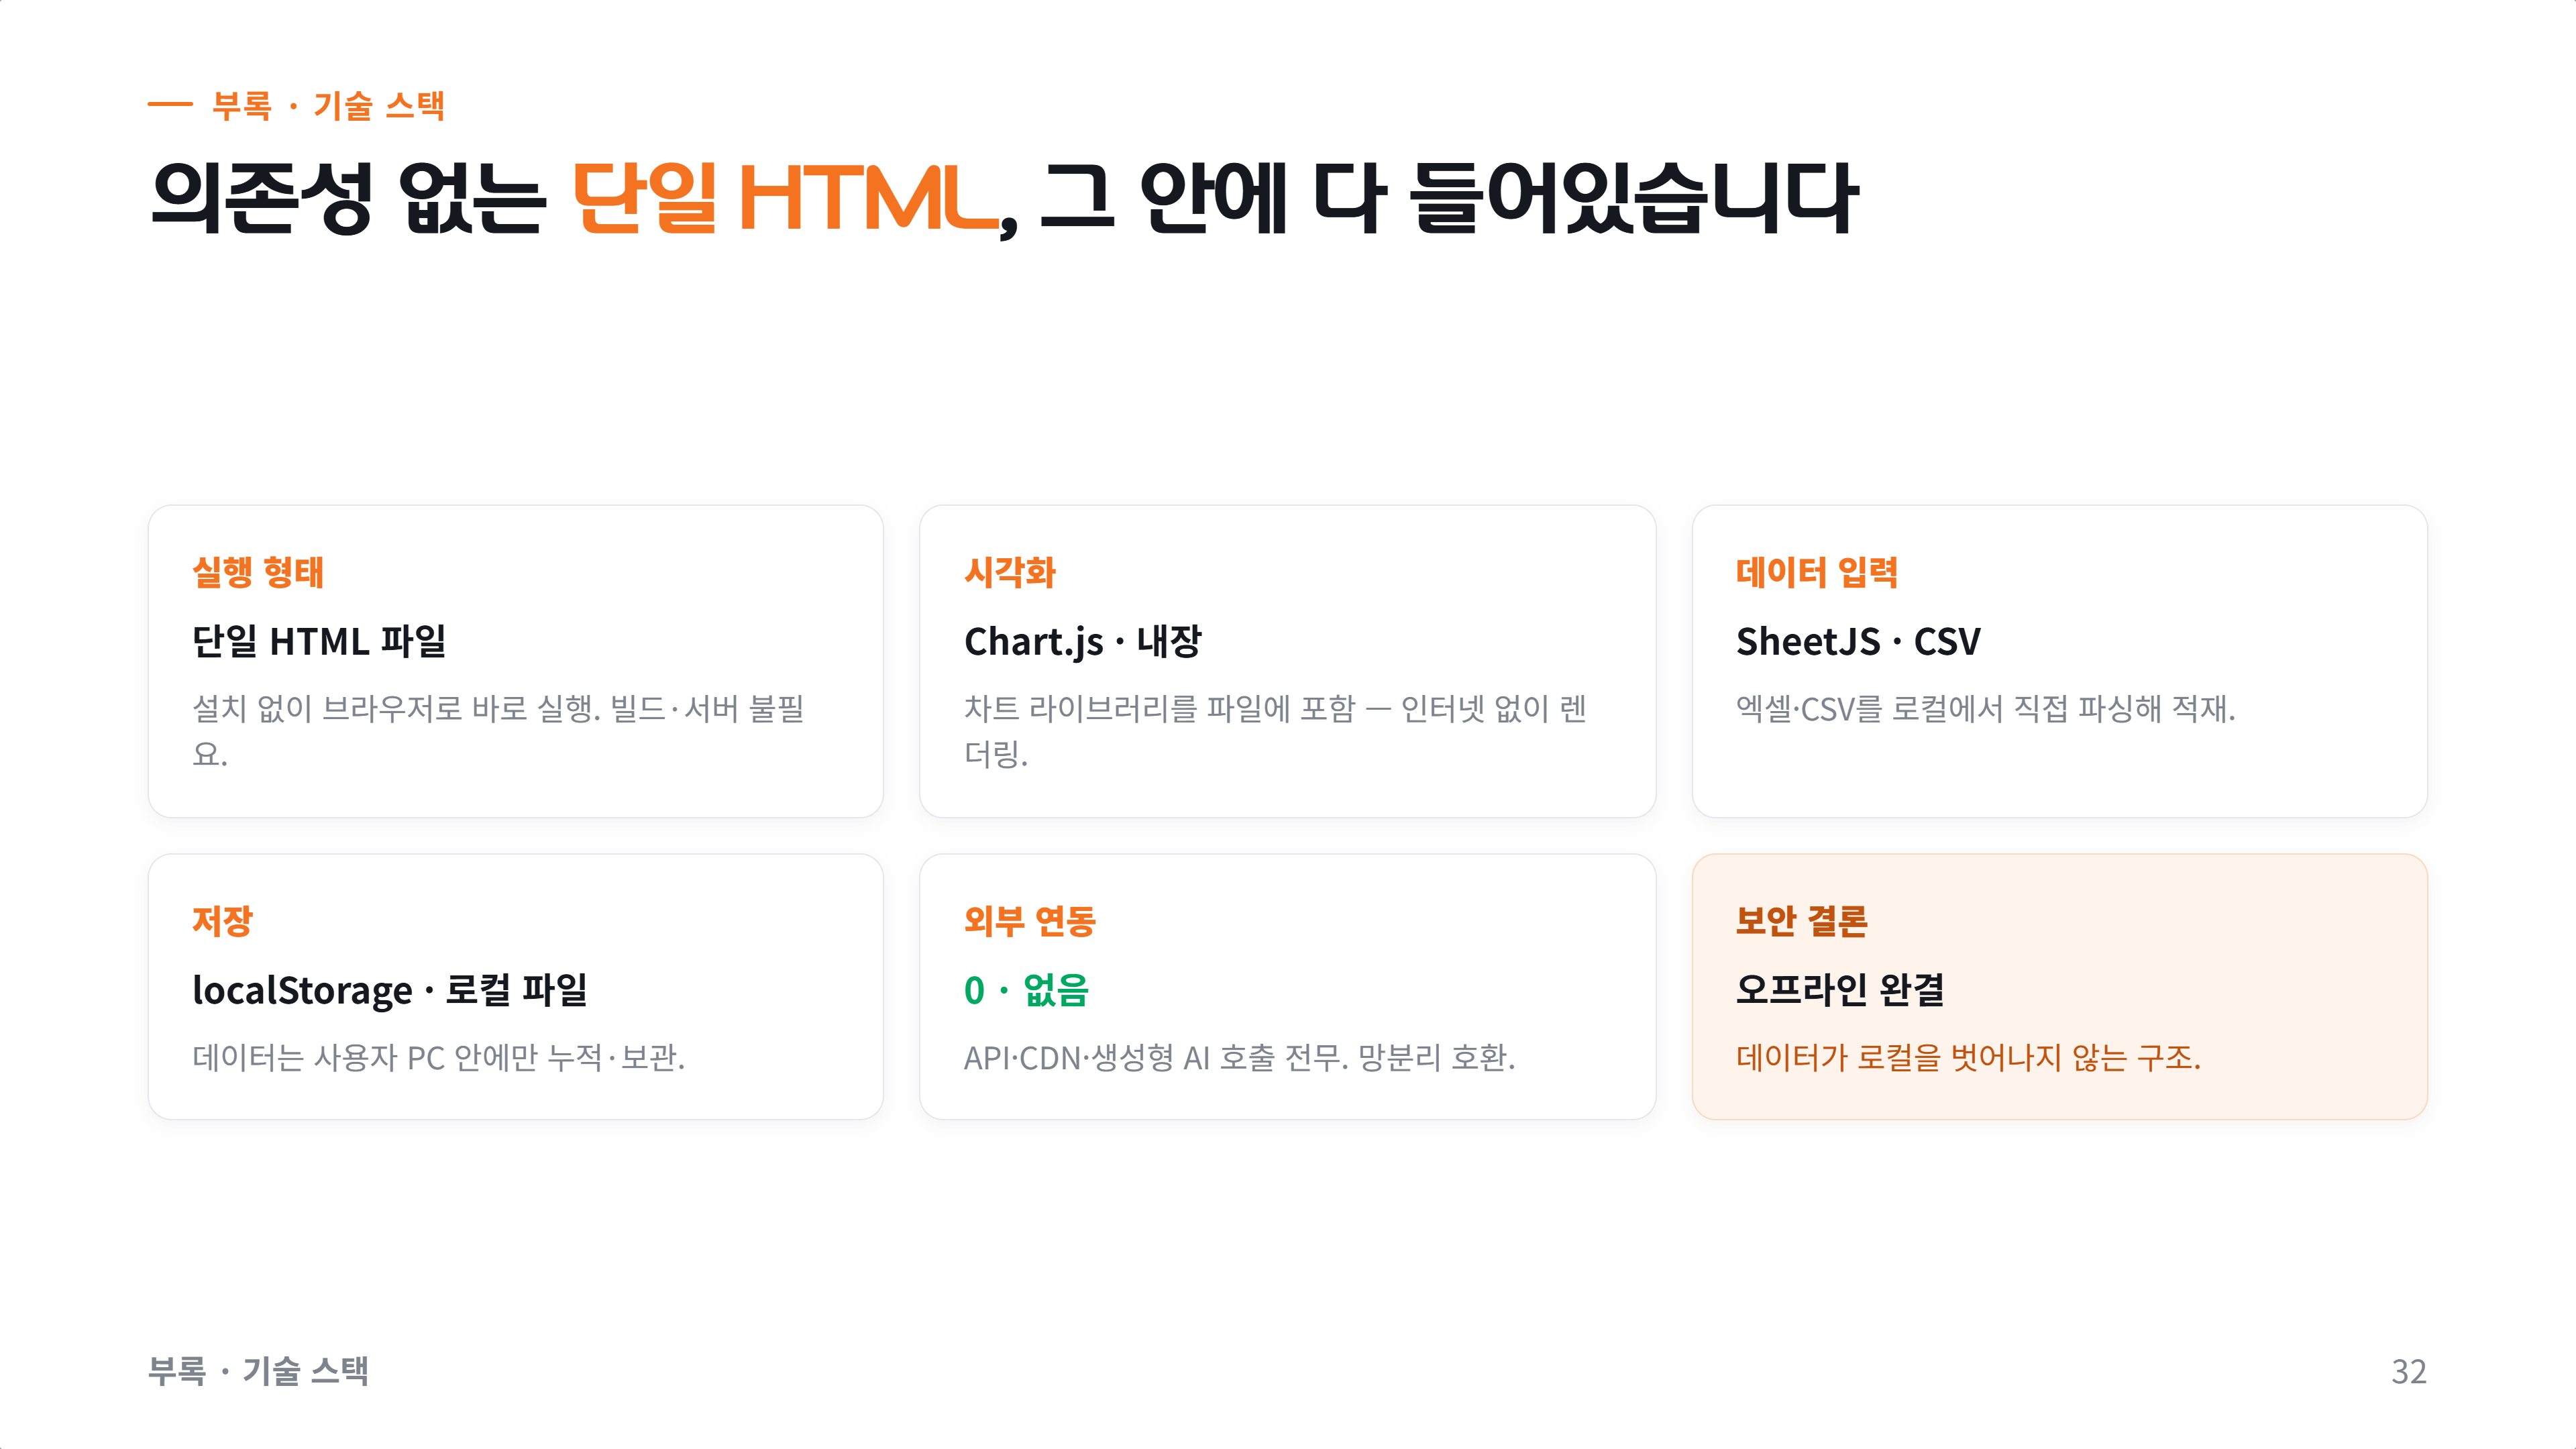 부록 · 기술 스택
의존성 없는 단일 HTML, 그 안에 다 들어있습니다
실행 형태
단일 HTML 파일
설치 없이 브라우저로 바로 실행. 빌드·서버 불필
요.
시각화
Chart.js · 내장
차트 라이브러리를 파일에 포함 — 인터넷 없이 렌
더링.
데이터 입력
SheetJS · CSV
엑셀·CSV를 로컬에서 직접 파싱해 적재.
저장
localStorage · 로컬 파일
데이터는 사용자 PC 안에만 누적·보관.
외부 연동
0 · 없음
API·CDN·생성형 AI 호출 전무. 망분리 호환.
보안 결론
오프라인 완결
데이터가 로컬을 벗어나지 않는 구조.
부록 · 기술 스택
32